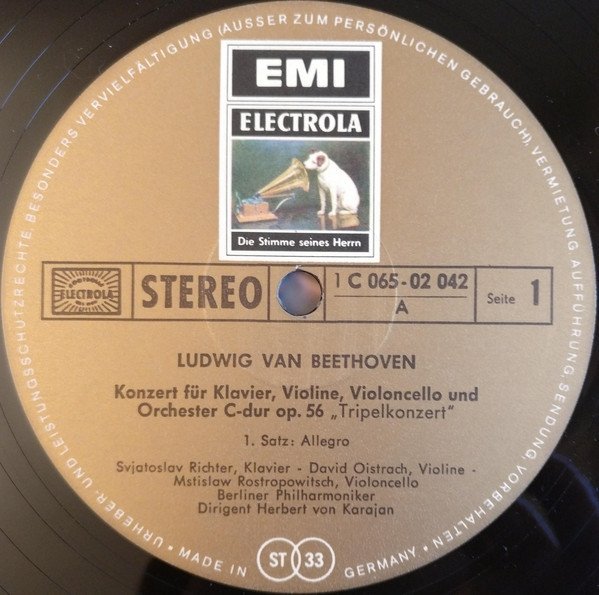 URHEBER- UND LEISTUNGSSCHUTZRECHTE, BESONDERS VERVIELFÄLTIGUNG (AUSSER ZUM PERSÖNLICHEN GEBRAUCH), VERMIETUNG AUFFÜHRUNG, SENDUNG, VORBEHALTEN
EMI
ELECTROLA
Die Stimme seines Herrn
ELECTROLA
STEREO
1 C 065-02 042
A
Seite 1
LUDWIG VAN BEETHOVEN
Konzert für Klavier, Violine, Violoncello und
Orchester C-dur op. 56 „Tripelkonzert“
1. Satz: Allegro
Svjatoslav Richter, Klavier - David Oistrach, Violine -
Mstislaw Rostropowitsch, Violoncello
Berliner Philharmoniker
Dirigent Herbert von Karajan
• MADE IN GERMANY •
ST 33